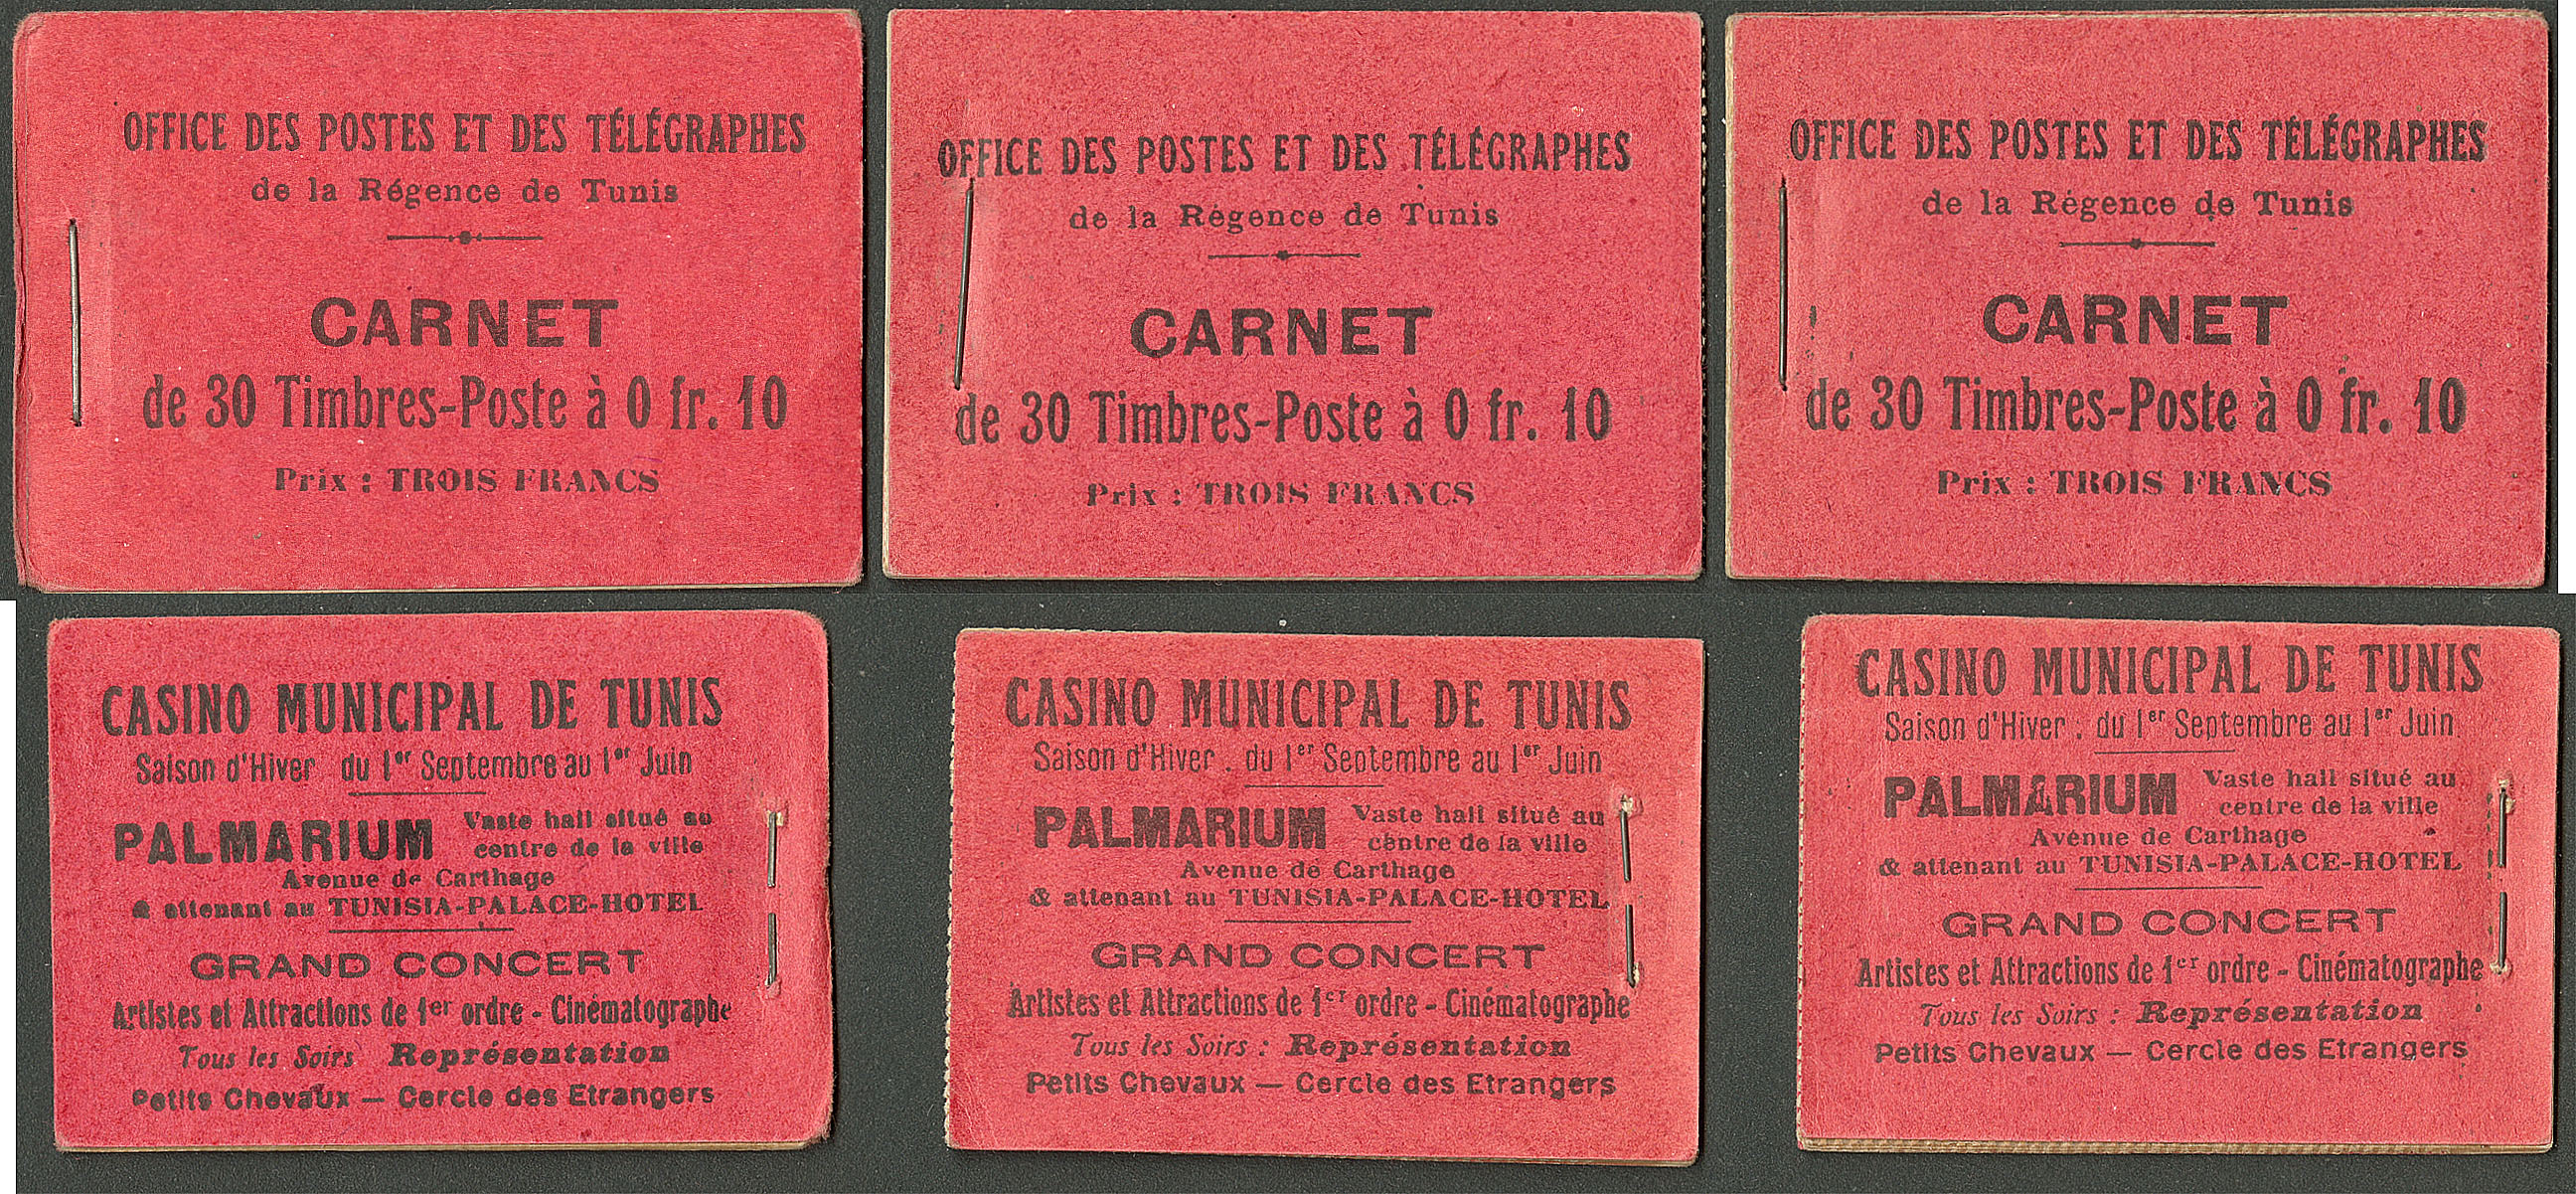 OFFICE DES POSTES ET DES TÉLÉGRAPHES
de la Régence de Tunis
CARNET
de 30 Timbres-Poste à 0 fr. 10
Prix : TROIS FRANCS
OFFICE DES POSTES ET DES TÉLÉGRAPHES
de la Régence de Tunis
CARNET
de 30 Timbres-Poste à 0 fr. 10
Prix : TROIS FRANCS
OFFICE DES POSTES ET DES TÉLÉGRAPHES
de la Régence de Tunis
CARNET
de 30 Timbres-Poste à 0 fr. 10
Prix : TROIS FRANCS
CASINO MUNICIPAL DE TUNIS
Saison d'Hiver du 1er Septembre au 1er Juin
PALMARIUM Vaste hall situé au
centre de la ville
Avenue de Carthage
& attenant au TUNISIA-PALACE-HOTEL
GRAND CONCERT
Artistes et Attractions de 1er ordre - Cinématographe
Tous les Soirs Représentation
Petits Chevaux — Cercle des Etrangers
CASINO MUNICIPAL DE TUNIS
Saison d'Hiver . du 1er Septembre au 1er Juin
PALMARIUM Vaste hall situé au
centre de la ville
Avenue de Carthage
& attenant au TUNISIA-PALACE-HOTEL
GRAND CONCERT
Artistes et Attractions de 1er ordre - Cinématographe
Tous les Soirs : Représentation
Petits Chevaux — Cercle des Etrangers
CASINO MUNICIPAL DE TUNIS
Saison d'Hiver : du 1er Septembre au 1er Juin
PALMARIUM Vaste hall situé au
centre de la ville
Avenue de Carthage
& attenant au TUNISIA-PALACE-HOTEL
GRAND CONCERT
Artistes et Attractions de 1er ordre - Cinématographe
Tous les Soirs : Représentation
Petits Chevaux — Cercle des Etrangers